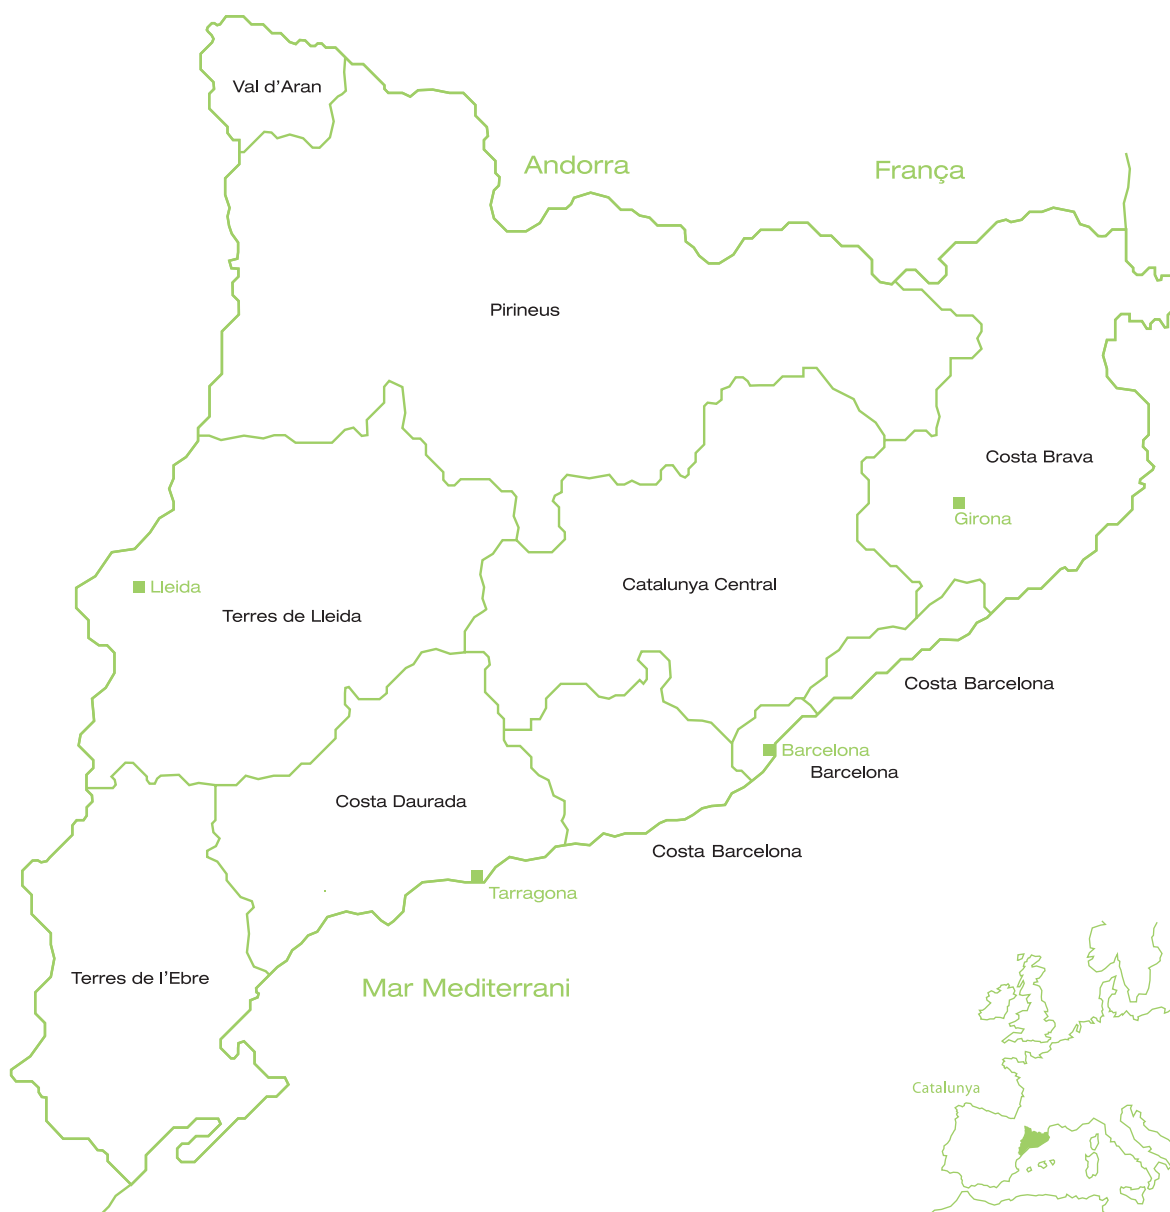 Val d’Aran
Andorra
França
Pirineus
Costa Brava
Girona
Lleida
Catalunya Central
Terres de Lleida
Costa Barcelona
Barcelona
Barcelona
Costa Daurada
Costa Barcelona
Tarragona
Terres de l’Ebre
Mar Mediterrani
Catalunya